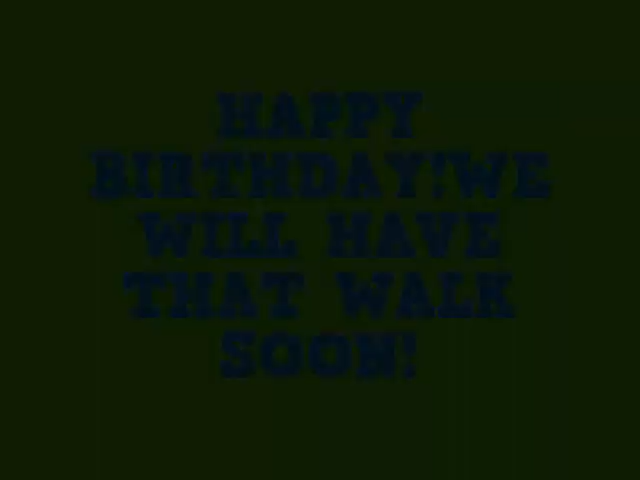 HAPPY
BIRTHDAY!WE
WILL HAVE
THAT WALK
SOON!